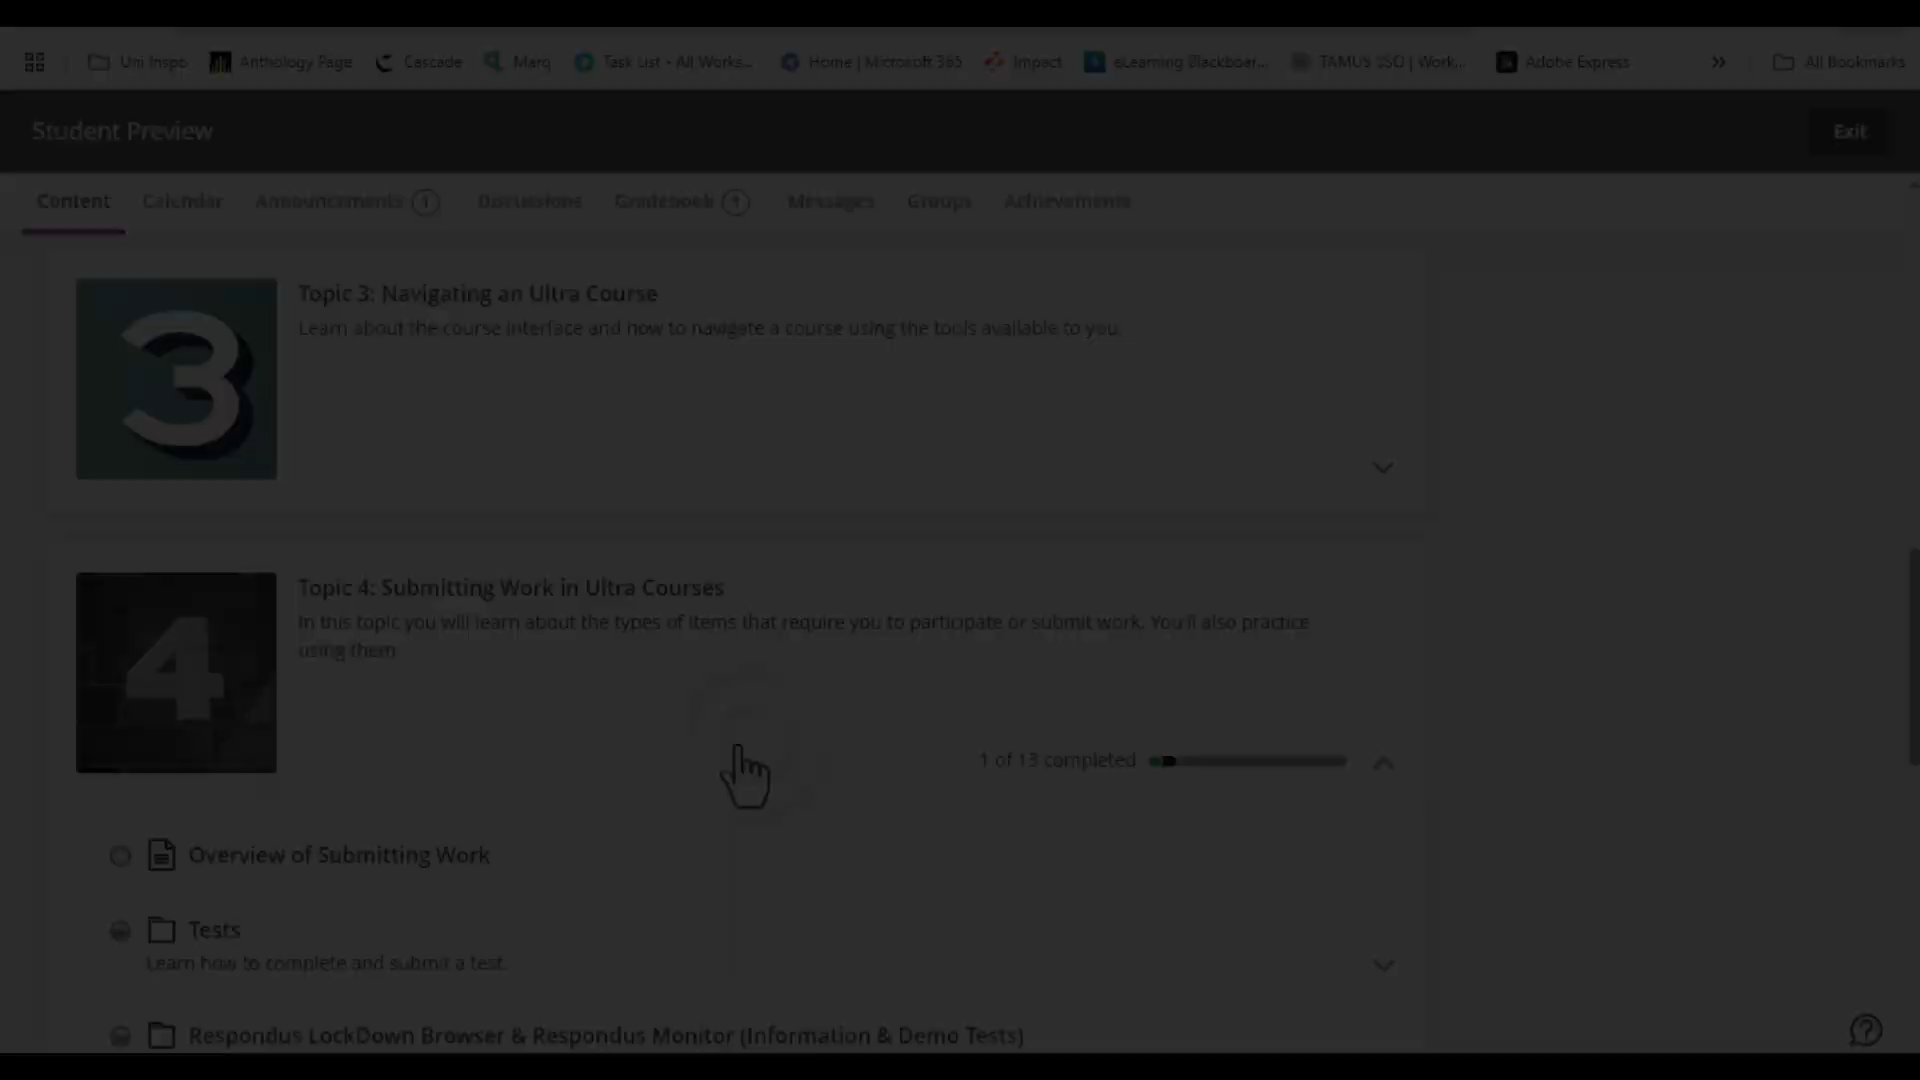 Uni Inspo Anthology Page Cascade Marq Task List - All Works... Home | Microsoft 365 Impact eLearning Blackboar... TAMUS SSO | Work... Adobe Express All Bookmarks
Student Preview Exit
Content Calendar Announcements 1 Discussions Gradebook 1 Messages Groups Achievements
3
Topic 3: Navigating an Ultra Course
Learn about the course interface and how to navigate a course using the tools available to you.
4
Topic 4: Submitting Work in Ultra Courses
In this topic you will learn about the types of items that require you to participate or submit work. You'll also practice
using them.
1 of 13 completed
Overview of Submitting Work
Tests
Learn how to complete and submit a test.
Respondus LockDown Browser & Respondus Monitor (Information & Demo Tests)